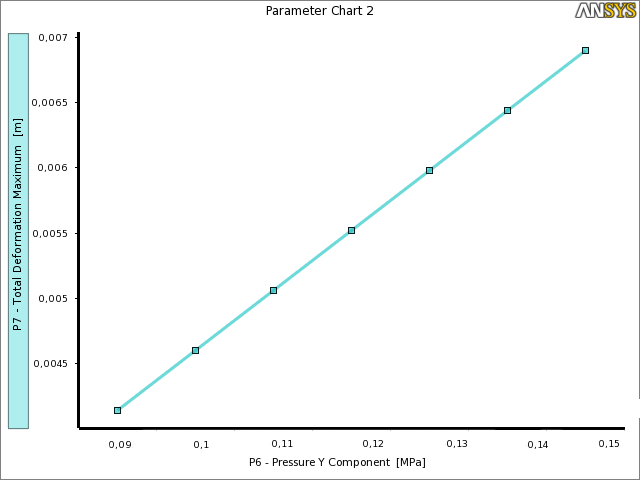 Parameter Chart 2
ANSYS
P7 - Total Deformation Maximum [m]
0,007
0,0065
0,006
0,0055
0,005
0,0045
0,09 0,1 0,11 0,12 0,13 0,14 0,15
P6 - Pressure Y Component [MPa]